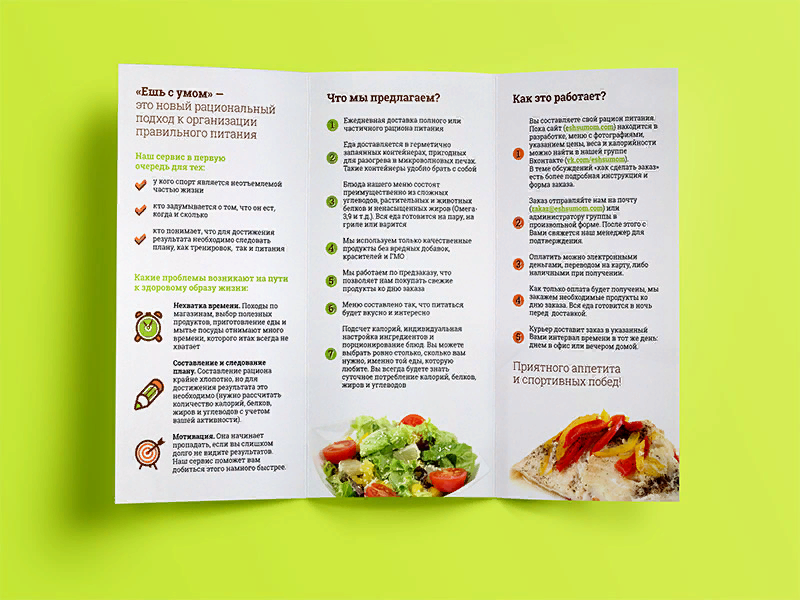 «Ешь с умом» —
это новый рациональный
подход к организации
правильного питания
Наш сервис в первую
очередь для тех:
у кого спорт является неотъемлемой
частью жизни
кто задумывается о том, что он ест,
когда и сколько
кто понимает, что для достижения
результата необходимо следовать
плану, как тренировок, так и питания
Какие проблемы возникают на пути
к здоровому образу жизни:
Нехватка времени. Походы по
магазинам, выбор полезных
продуктов, приготовление еды и
мытье посуды отнимают много
времени, которого итак всегда не
хватает
Составление и следование
плану. Составление рациона
крайне хлопотно, но для
достижения результата это
необходимо (нужно рассчитать
количество калорий, белков,
жиров и углеводов с учетом
вашей активности).
Мотивация. Она начинает
пропадать, если вы слишком
долго не видите результатов.
Наш сервис поможет вам
добиться этого намного быстрее.
Что мы предлагаем?
1 Ежедневная доставка полного или
частичного рациона питания
2 Еда доставляется в герметично
запаянных контейнерах, пригодных
для разогрева в микроволновых печах.
Такие контейнеры удобно брать с собой
3 Блюда нашего меню состоят
преимущественно из сложных
углеводов, растительных и животных
белков и ненасыщенных жиров (Омега-
3,9 и т.д.). Вся еда готовится на пару, на
гриле или варится
4 Мы используем только качественные
продукты без вредных добавок,
красителей и ГМО
5 Мы работаем по предзаказу, что
позволяет нам покупать свежие
продукты ко дню заказа
6 Меню составлено так, что питаться
будет вкусно и интересно
7 Подсчет калорий, индивидуальная
настройка ингредиентов и
порционирование блюд. Вы можете
выбрать ровно столько, сколько вам
нужно, именно той еды, которую
любите. Вы всегда будете знать
суточное потребление калорий, белков,
жиров и углеводов
Как это работает?
1 Вы составляете свой рацион питания.
Пока сайт (eshsumom.com) находится в
разработке, меню с фотографиями,
указанием цены, веса и калорийности
можно найти в нашей группе
Вконтакте (vk.com/eshsumom).
В теме обсуждений «как сделать заказ»
есть более подробная инструкция и
форма заказа.
2 Заказ отправляйте нам на почту
(zakaz@eshsumom.com) или
администратору группы в
произвольной форме. После этого с
Вами свяжется наш менеджер для
подтверждения.
3 Оплатить можно электронными
деньгами, переводом на карту, либо
наличными при получении.
4 Как только оплата будет получены, мы
закажем необходимые продукты ко
дню заказа. Вся еда готовится в ночь
перед доставкой.
5 Курьер доставит заказ в указанный
Вами интервал времени в тот же день:
днем в офис или вечером домой.
Приятного аппетита
и спортивных побед!